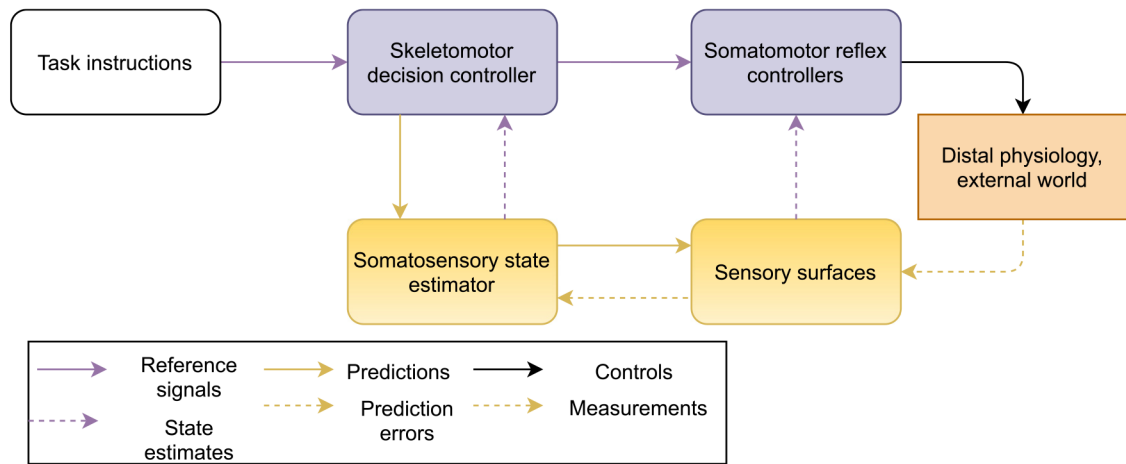 Task instructions
Skeletomotor
decision controller
Somatomotor reflex
controllers
Distal physiology,
external world
Somatosensory state
estimator
Sensory surfaces
Reference
signals
Predictions
Controls
State
estimates
Prediction
errors
Measurements